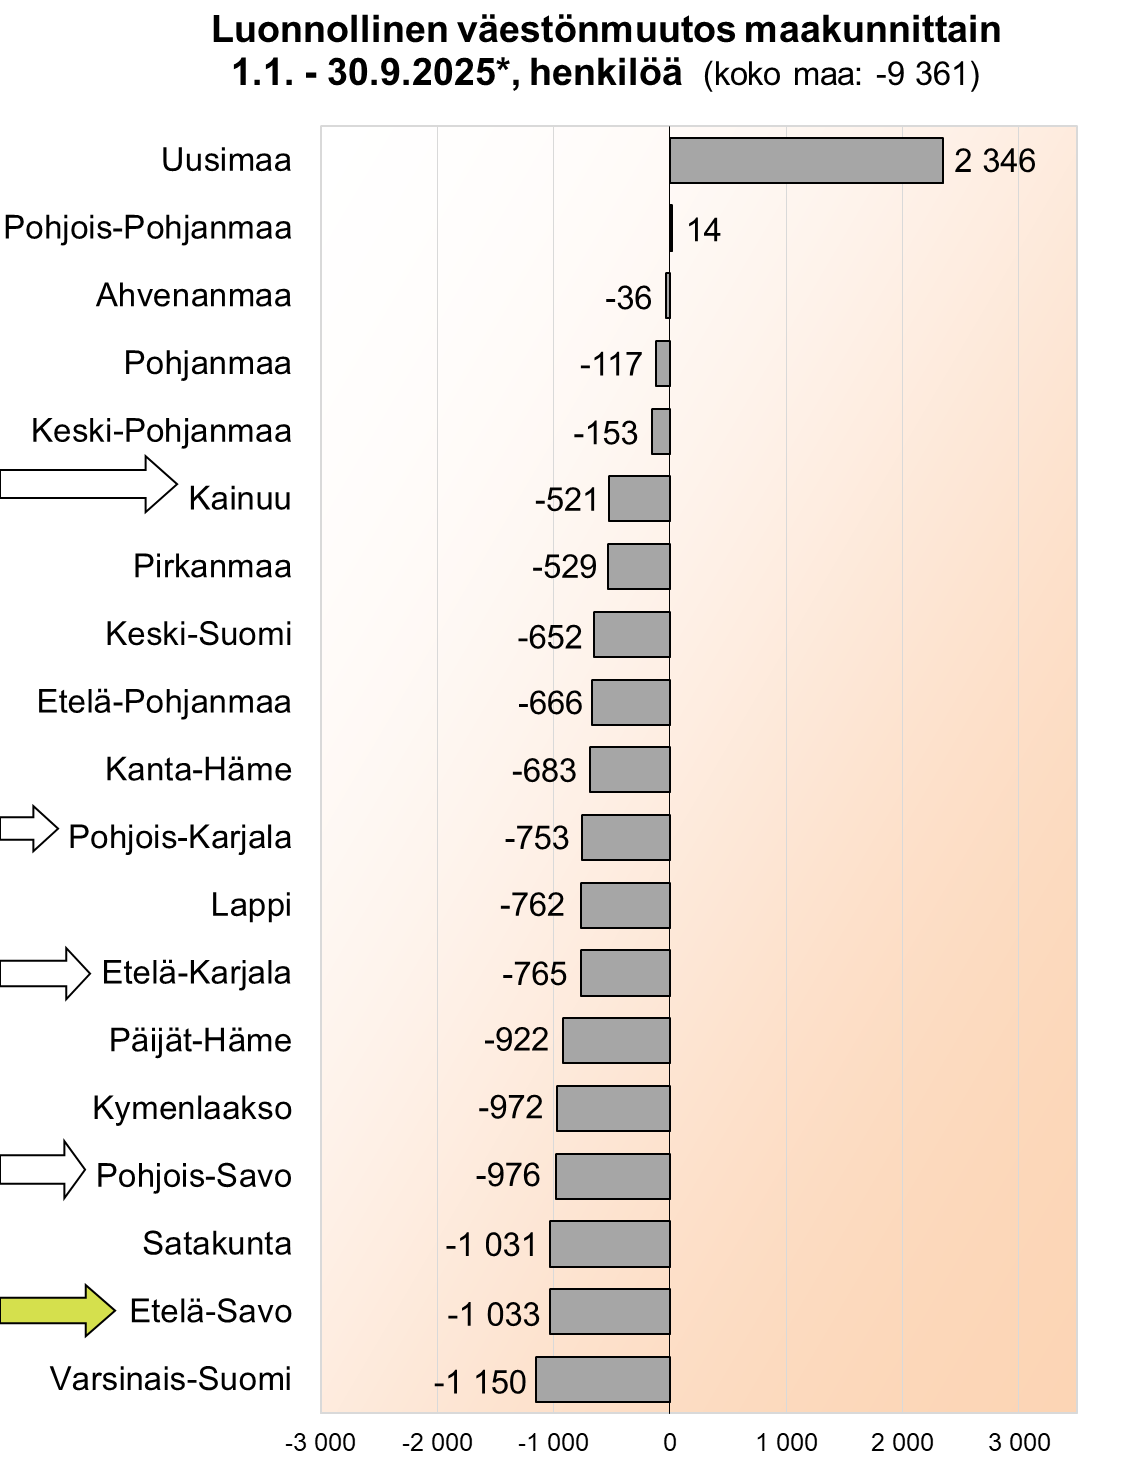 Luonnollinen väestönmuutos maakunnittain
1.1. - 30.9.2025*, henkilöä (koko maa: -9 361)
Uusimaa 2 346
Pohjois-Pohjanmaa 14
Ahvenanmaa -36
Pohjanmaa -117
Keski-Pohjanmaa -153
Kainuu -521
Pirkanmaa -529
Keski-Suomi -652
Etelä-Pohjanmaa -666
Kanta-Häme -683
Pohjois-Karjala -753
Lappi -762
Etelä-Karjala -765
Päijät-Häme -922
Kymenlaakso -972
Pohjois-Savo -976
Satakunta -1 031
Etelä-Savo -1 033
Varsinais-Suomi -1 150
-3 000 -2 000 -1 000 0 1 000 2 000 3 000